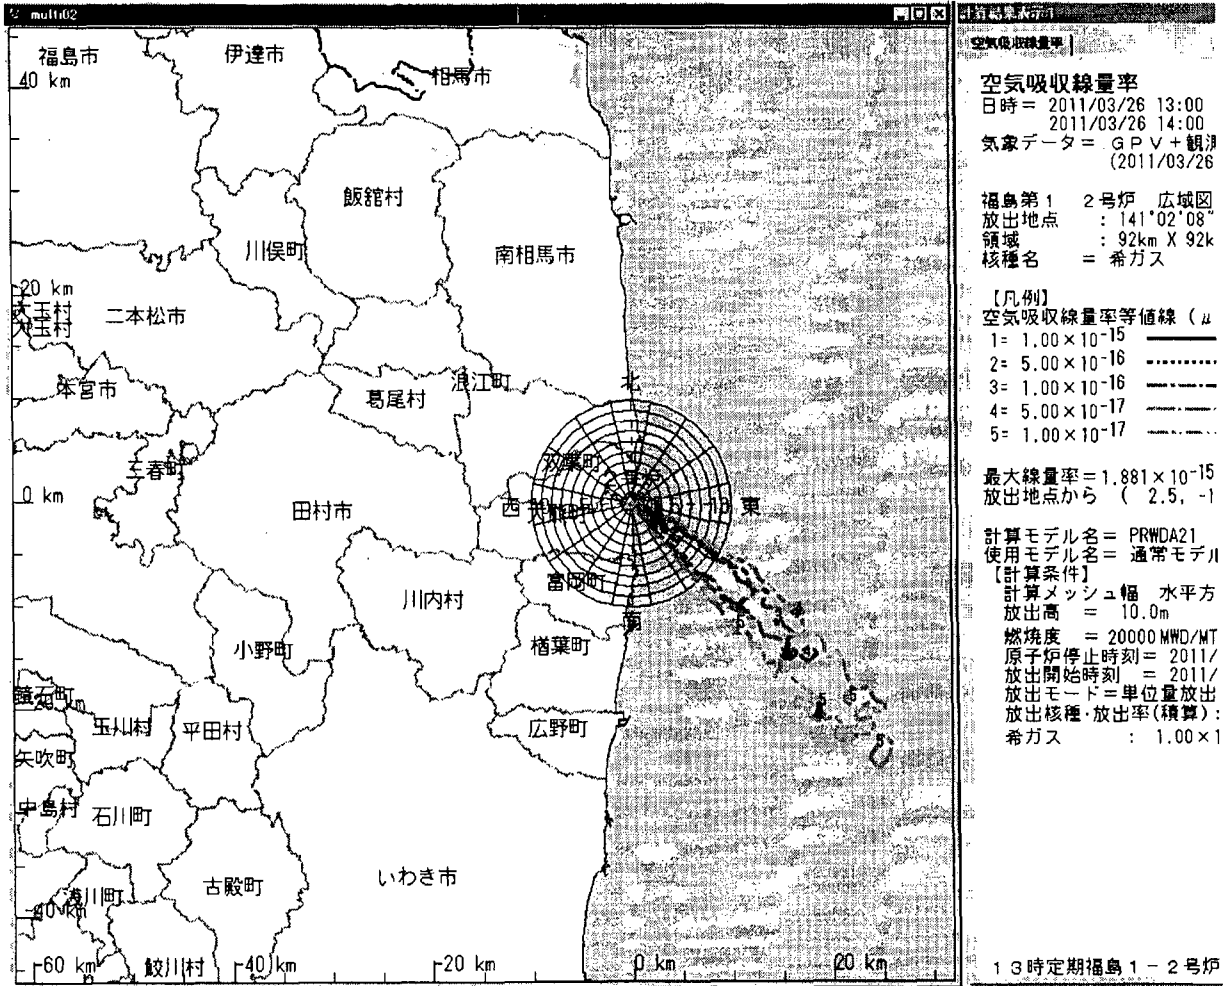 multi02
福島市
伊達市
相馬市
40 km
飯舘村
川俣町
南相馬市
20 km
大玉村
二本松市
本宮市
葛尾村
浪江町
北
三春町
双葉町
0 km
田村市
西
東
富岡町
川内村
南
小野町
楢葉町
鏡石町
玉川村
平田村
広野町
矢吹町
中島村
石川町
いわき市
古殿町
浅川町
-40 km
鮫川村
-60 km
-40 km
-20 km
0 km
20 km
計算結果表示
空気吸収線量率
空気吸収線量率
日時= 2011/03/26 13:00
2011/03/26 14:00
気象データ= GPV+観測
(2011/03/26
福島第1 2号炉 広域図
放出地点 : 141°02'08"
領域 : 92km X 92k
核種名 = 希ガス
【凡例】
空気吸収線量率等値線 (μ
1= 1.00×10-15
2= 5.00×10-16
3= 1.00×10-16
4= 5.00×10-17
5= 1.00×10-17
最大線量率=1.881×10-15
放出地点から ( 2.5, -1
計算モデル名= PRWDA21
使用モデル名= 通常モデル
【計算条件】
計算メッシュ幅 水平方
放出高 = 10.0m
燃焼度 = 20000MWD/MT
原子炉停止時刻= 2011/
放出開始時刻 = 2011/
放出モード=単位量放出
放出核種・放出率(積算):
希ガス : 1.00×1
13時定期福島1-2号炉